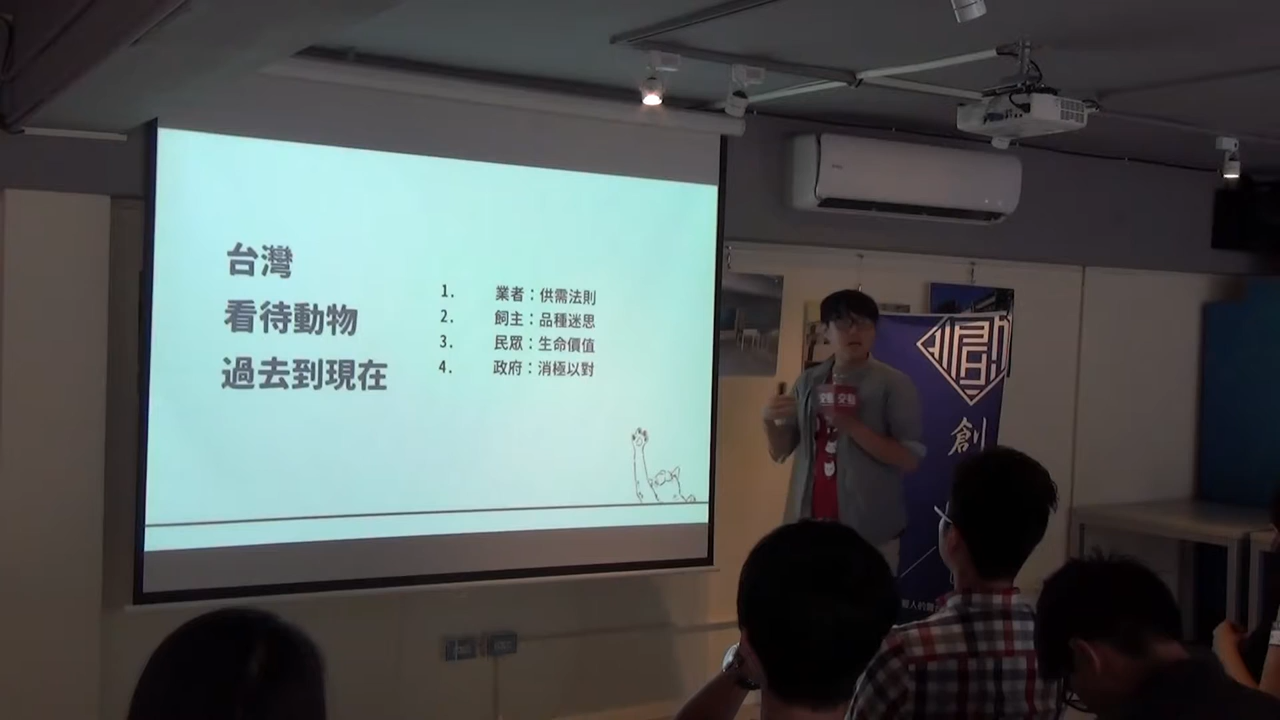 台灣
看待動物
過去到現在
1. 業者：供需法則
2. 飼主：品種迷思
3. 民眾：生命價值
4. 政府：消極以對
創